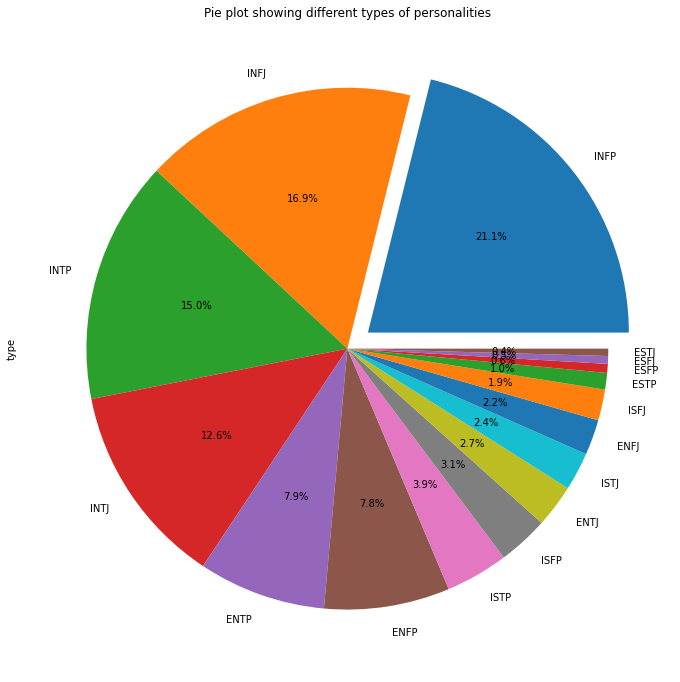 Pie plot showing different types of personalities
INFJ
INFP
16.9%
21.1%
INTP
15.0%
type
ESTJ
ESFJ
0.6%
ESFP
1.0%
ESTP
1.9%
ISFJ
2.2%
ENFJ
2.4%
ISTJ
2.7%
ENTJ
3.1%
ISFP
3.9%
ISTP
7.8%
ENFP
7.9%
ENTP
12.6%
INTJ